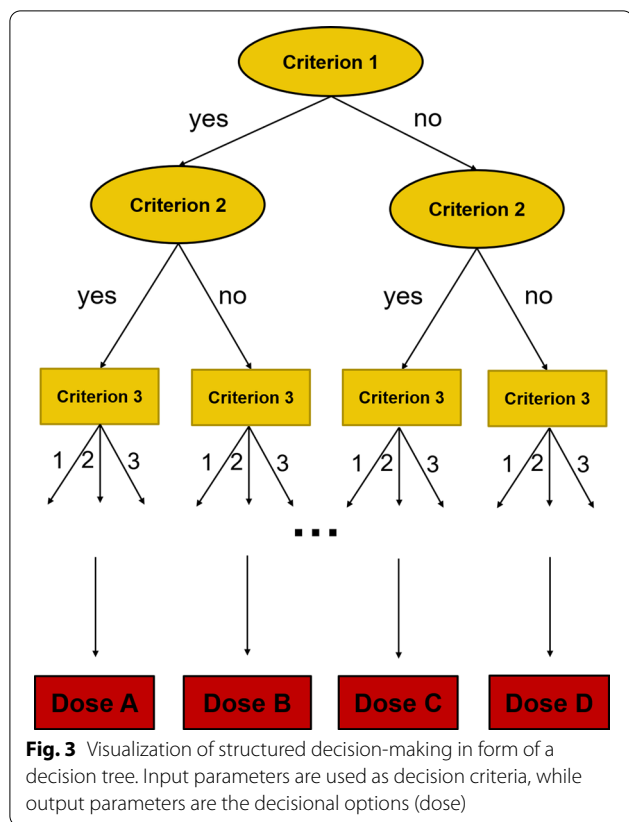 Criterion 1
yes no
Criterion 2 Criterion 2
yes no yes no
Criterion 3 Criterion 3 Criterion 3 Criterion 3
1 2 3 1 2 3 1 2 3 1 2 3
...
Dose A Dose B Dose C Dose D
Fig. 3 Visualization of structured decision-making in form of a
decision tree. Input parameters are used as decision criteria, while
output parameters are the decisional options (dose)